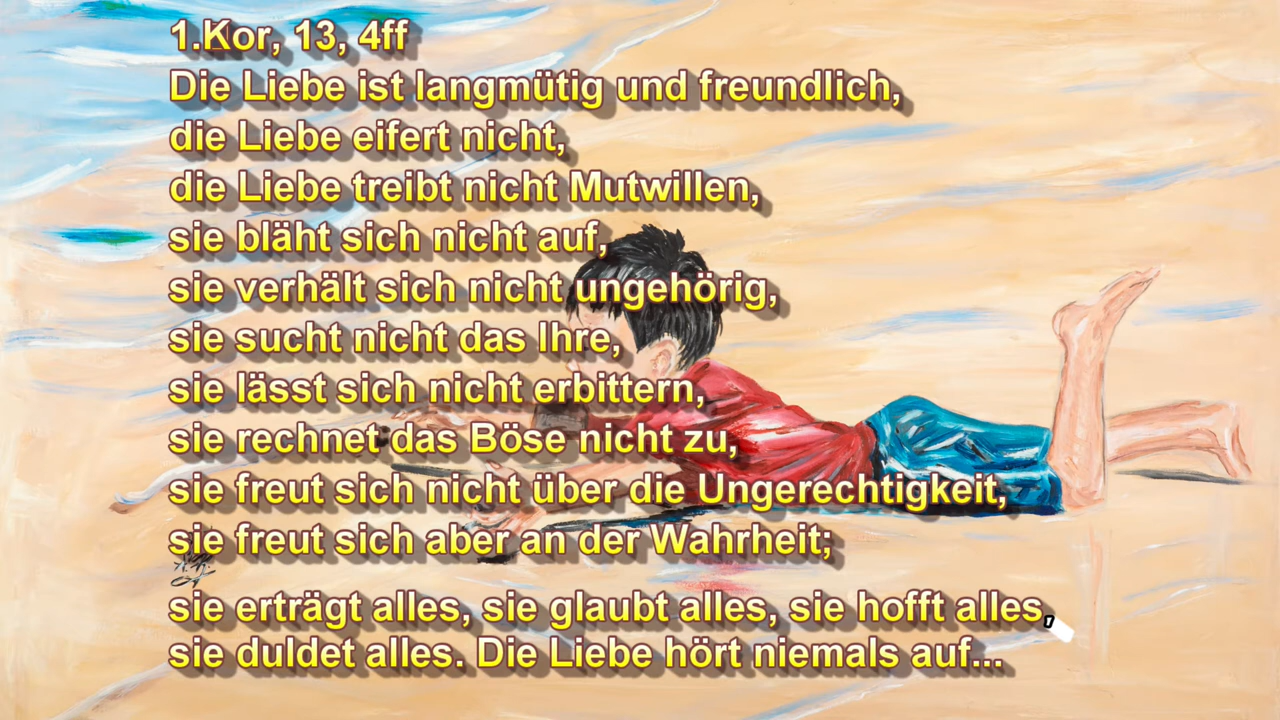 1.Kor, 13, 4ff
Die Liebe ist langmütig und freundlich,
die Liebe eifert nicht,
die Liebe treibt nicht Mutwillen,
sie bläht sich nicht auf,
sie verhält sich nicht ungehörig,
sie sucht nicht das Ihre,
sie lässt sich nicht erbittern,
sie rechnet das Böse nicht zu,
sie freut sich nicht über die Ungerechtigkeit,
sie freut sich aber an der Wahrheit;
sie erträgt alles, sie glaubt alles, sie hofft alles,
sie duldet alles. Die Liebe hört niemals auf...